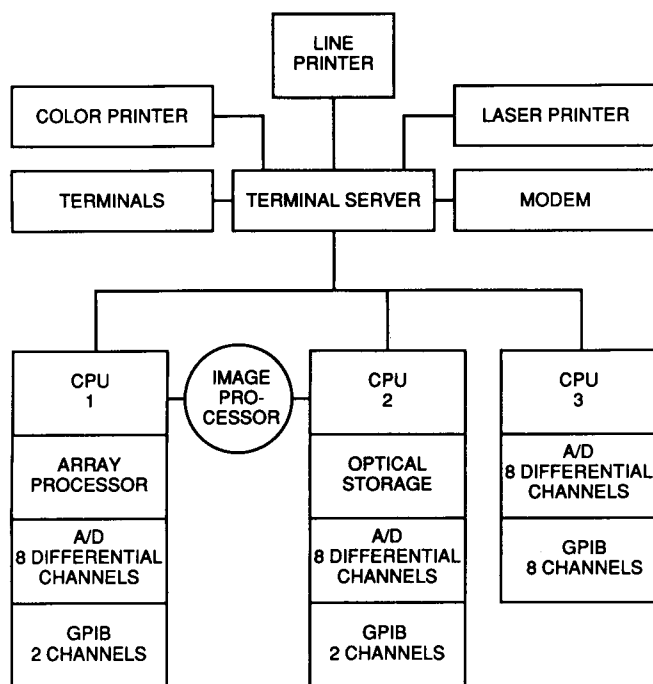 LINE
PRINTER
COLOR PRINTER
LASER PRINTER
TERMINALS
TERMINAL SERVER
MODEM
CPU
1
IMAGE
PRO-
CESSOR
CPU
2
CPU
3
ARRAY
PROCESSOR
OPTICAL
STORAGE
A/D
8 DIFFERENTIAL
CHANNELS
A/D
8 DIFFERENTIAL
CHANNELS
A/D
8 DIFFERENTIAL
CHANNELS
GPIB
8 CHANNELS
GPIB
2 CHANNELS
GPIB
2 CHANNELS